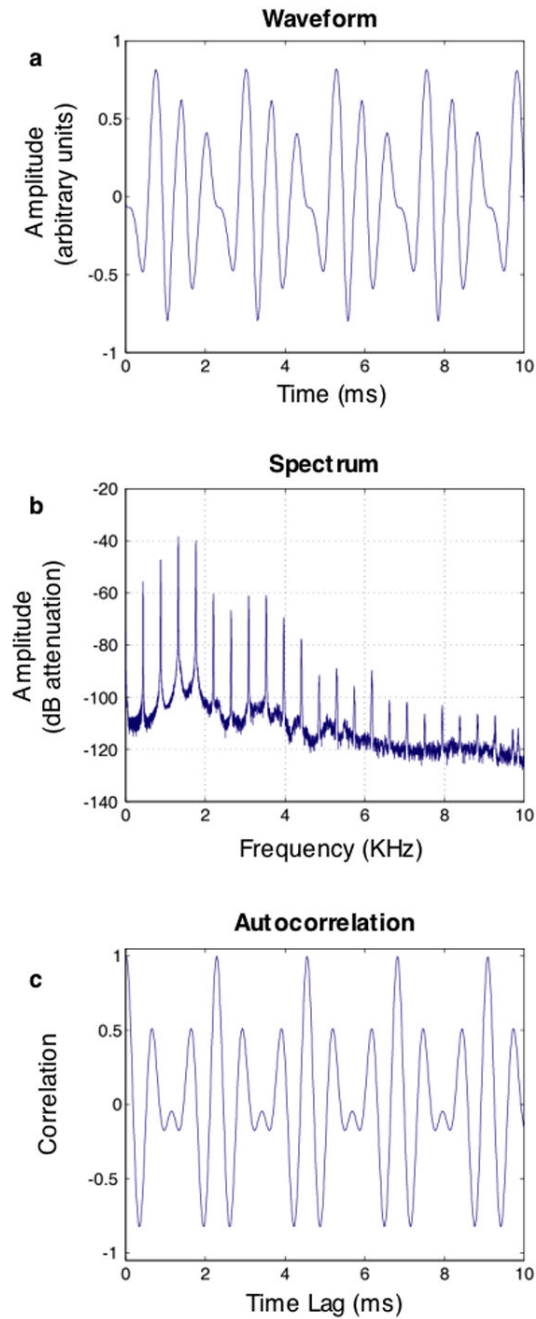 Waveform
a
Amplitude
(arbitrary units)
1
0.5
0
-0.5
-1
0 2 4 6 8 10
Time (ms)
Spectrum
b
Amplitude
(dB attenuation)
-20
-40
-60
-80
-100
-120
-140
0 2 4 6 8 10
Frequency (KHz)
Autocorrelation
c
Correlation
1
0.5
0
-0.5
-1
0 2 4 6 8 10
Time Lag (ms)